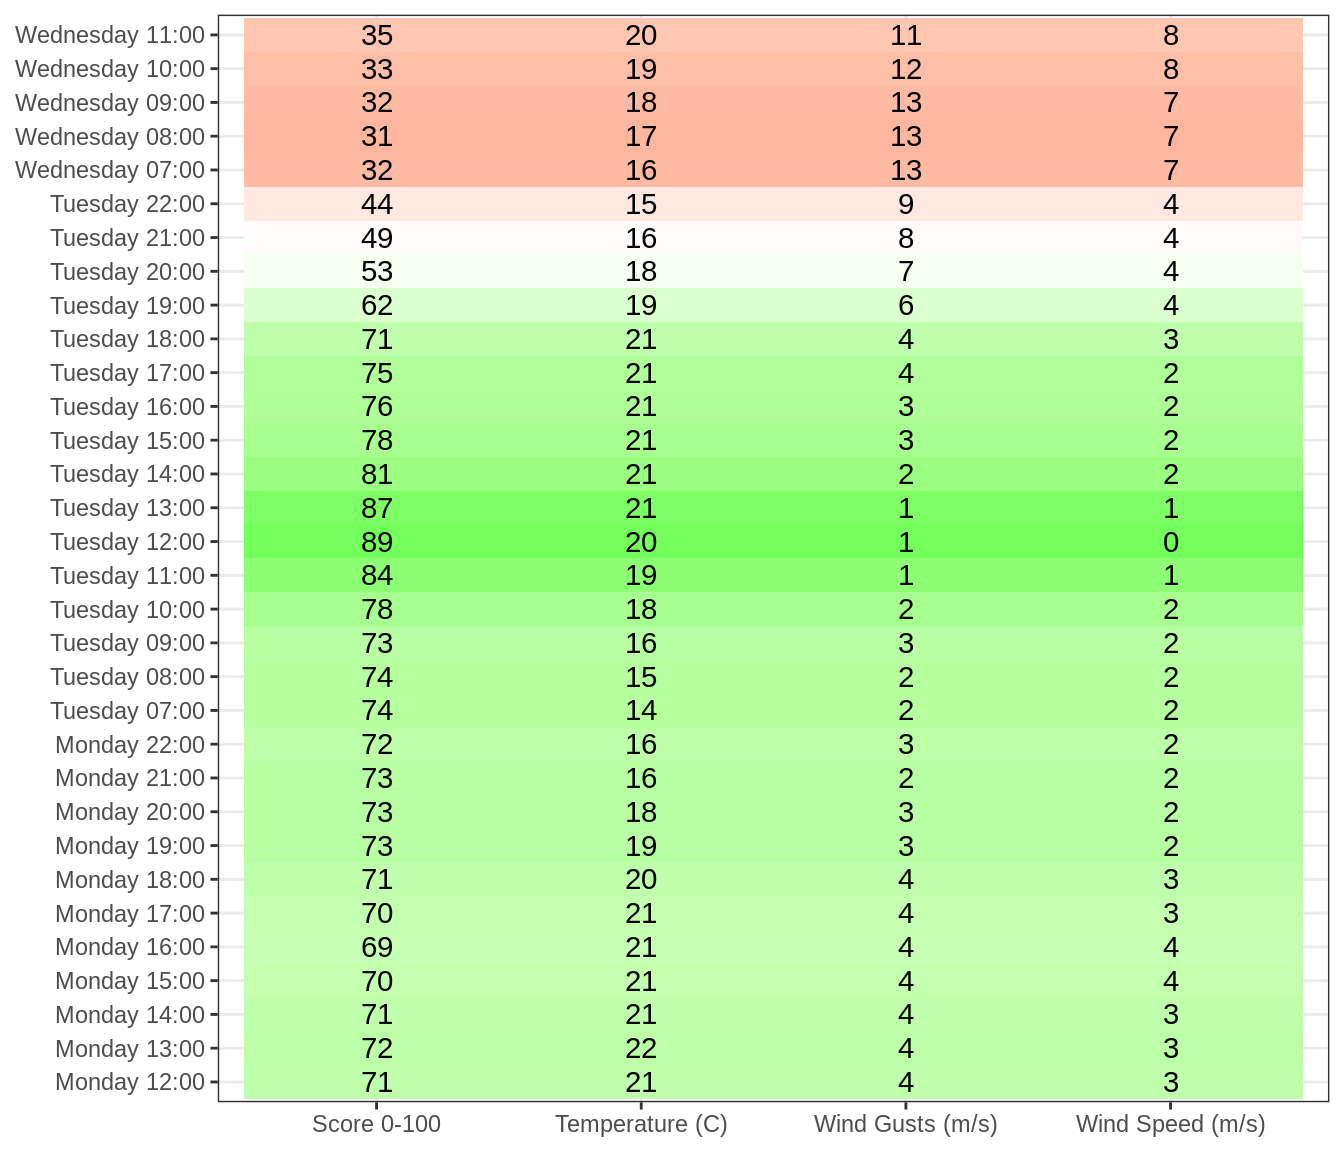 Wednesday 11:00 35 20 11 8
Wednesday 10:00 33 19 12 8
Wednesday 09:00 32 18 13 7
Wednesday 08:00 31 17 13 7
Wednesday 07:00 32 16 13 7
Tuesday 22:00 44 15 9 4
Tuesday 21:00 49 16 8 4
Tuesday 20:00 53 18 7 4
Tuesday 19:00 62 19 6 4
Tuesday 18:00 71 21 4 3
Tuesday 17:00 75 21 4 2
Tuesday 16:00 76 21 3 2
Tuesday 15:00 78 21 3 2
Tuesday 14:00 81 21 2 2
Tuesday 13:00 87 21 1 1
Tuesday 12:00 89 20 1 0
Tuesday 11:00 84 19 1 1
Tuesday 10:00 78 18 2 2
Tuesday 09:00 73 16 3 2
Tuesday 08:00 74 15 2 2
Tuesday 07:00 74 14 2 2
Monday 22:00 72 16 3 2
Monday 21:00 73 16 2 2
Monday 20:00 73 18 3 2
Monday 19:00 73 19 3 2
Monday 18:00 71 20 4 3
Monday 17:00 70 21 4 3
Monday 16:00 69 21 4 4
Monday 15:00 70 21 4 4
Monday 14:00 71 21 4 3
Monday 13:00 72 22 4 3
Monday 12:00 71 21 4 3
Score 0-100 Temperature (C) Wind Gusts (m/s) Wind Speed (m/s)